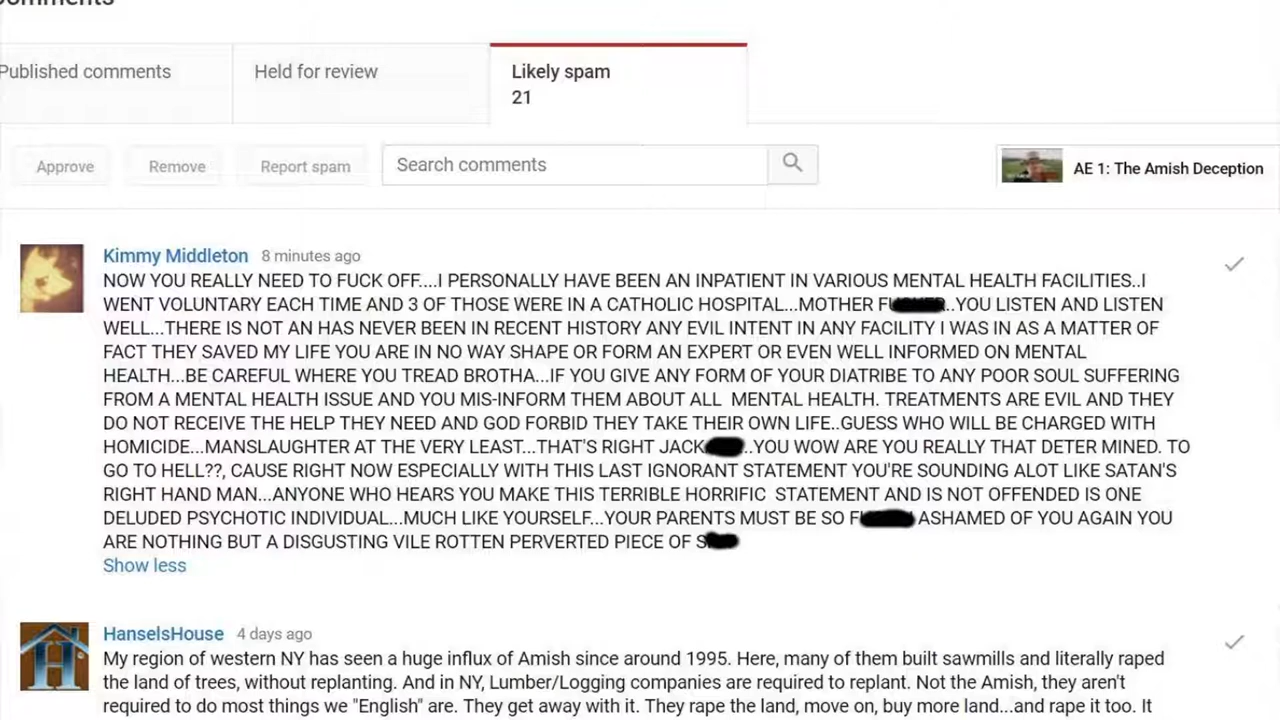 Comments
Published comments
Held for review
Likely spam
21
Approve
Remove
Report spam
Search comments
AE 1: The Amish Deception
Kimmy Middleton 8 minutes ago
NOW YOU REALLY NEED TO FUCK OFF....I PERSONALLY HAVE BEEN AN INPATIENT IN VARIOUS MENTAL HEALTH FACILITIES..I
WENT VOLUNTARY EACH TIME AND 3 OF THOSE WERE IN A CATHOLIC HOSPITAL...MOTHER FU..YOU LISTEN AND LISTEN
WELL...THERE IS NOT AN HAS NEVER BEEN IN RECENT HISTORY ANY EVIL INTENT IN ANY FACILITY I WAS IN AS A MATTER OF
FACT THEY SAVED MY LIFE YOU ARE IN NO WAY SHAPE OR FORM AN EXPERT OR EVEN WELL INFORMED ON MENTAL
HEALTH...BE CAREFUL WHERE YOU TREAD BROTHA...IF YOU GIVE ANY FORM OF YOUR DIATRIBE TO ANY POOR SOUL SUFFERING
FROM A MENTAL HEALTH ISSUE AND YOU MIS-INFORM THEM ABOUT ALL MENTAL HEALTH. TREATMENTS ARE EVIL AND THEY
DO NOT RECEIVE THE HELP THEY NEED AND GOD FORBID THEY TAKE THEIR OWN LIFE..GUESS WHO WILL BE CHARGED WITH
HOMICIDE...MANSLAUGHTER AT THE VERY LEAST...THAT'S RIGHT JACK..YOU WOW ARE YOU REALLY THAT DETER MINED. TO
GO TO HELL??, CAUSE RIGHT NOW ESPECIALLY WITH THIS LAST IGNORANT STATEMENT YOU'RE SOUNDING ALOT LIKE SATAN'S
RIGHT HAND MAN...ANYONE WHO HEARS YOU MAKE THIS TERRIBLE HORRIFIC STATEMENT AND IS NOT OFFENDED IS ONE
DELUDED PSYCHOTIC INDIVIDUAL...MUCH LIKE YOURSELF...YOUR PARENTS MUST BE SO F ASHAMED OF YOU AGAIN YOU
ARE NOTHING BUT A DISGUSTING VILE ROTTEN PERVERTED PIECE OF S
Show less
HanselsHouse 4 days ago
My region of western NY has seen a huge influx of Amish since around 1995. Here, many of them built sawmills and literally raped
the land of trees, without replanting. And in NY, Lumber/Logging companies are required to replant. Not the Amish, they aren't
required to do most things we "English" are. They get away with it. They rape the land, move on, buy more land...and rape it too. It